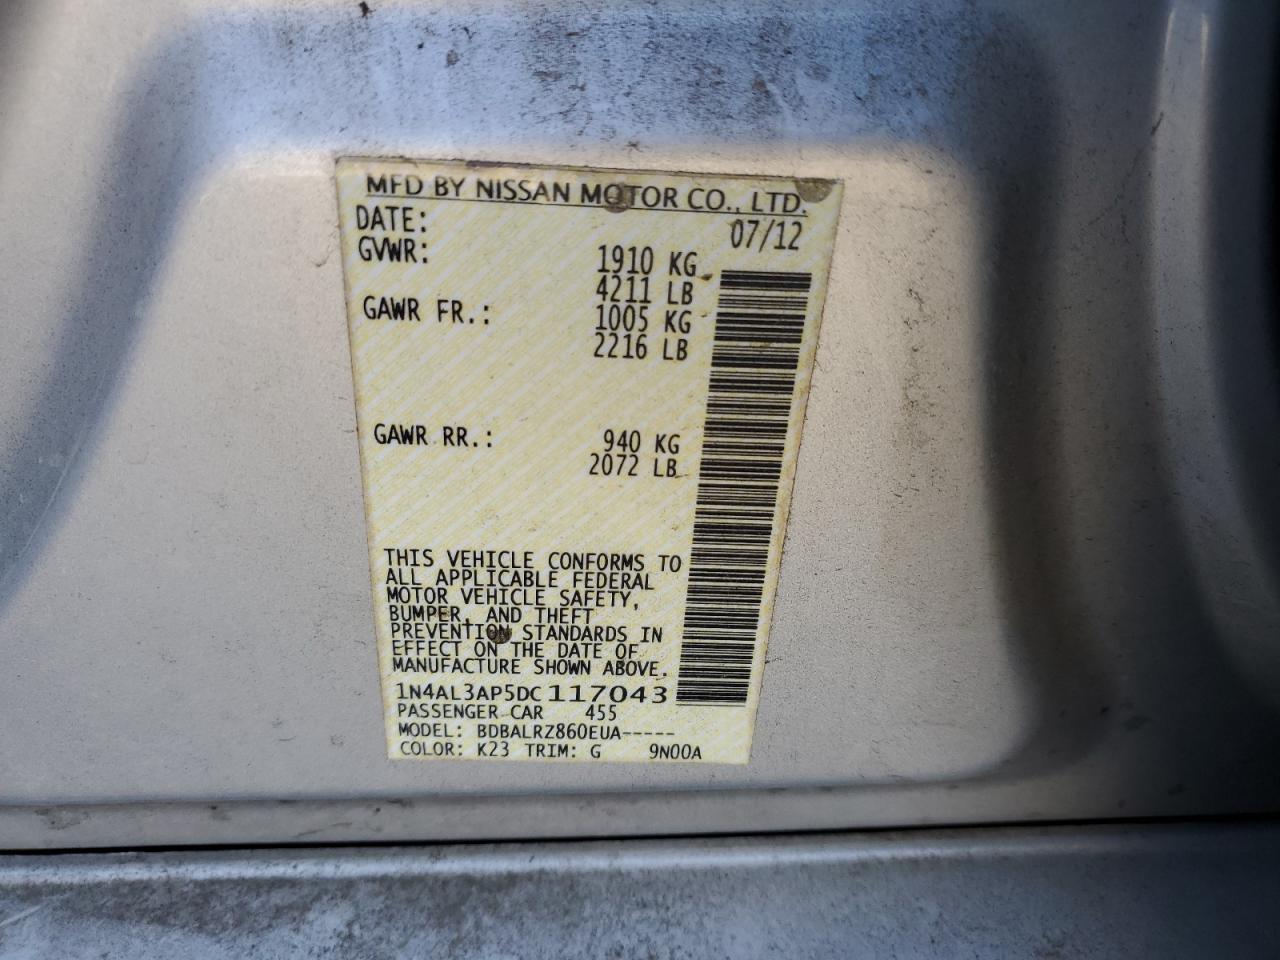 MFD BY NISSAN MOTOR CO., LTD.
DATE: 07/12
GVWR: 1910 KG
4211 LB
GAWR FR.: 1005 KG
2216 LB
GAWR RR.: 940 KG
2072 LB
THIS VEHICLE CONFORMS TO
ALL APPLICABLE FEDERAL
MOTOR VEHICLE SAFETY,
BUMPER, AND THEFT
PREVENTION STANDARDS IN
EFFECT ON THE DATE OF
MANUFACTURE SHOWN ABOVE.
1N4AL3AP5DC117043
PASSENGER CAR 455
MODEL: BDBALRZ860EUA-----
COLOR: K23 TRIM: G 9N00A